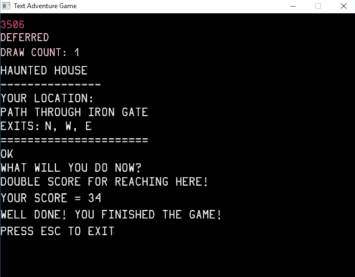 Text Adventure Game
3506
DEFERRED
DRAW COUNT: 1
HAUNTED HOUSE
---------------
YOUR LOCATION:
PATH THROUGH IRON GATE
EXITS: N, W, E
======================
OK
WHAT WILL YOU DO NOW?
DOUBLE SCORE FOR REACHING HERE!
YOUR SCORE = 34
WELL DONE! YOU FINISHED THE GAME!
PRESS ESC TO EXIT